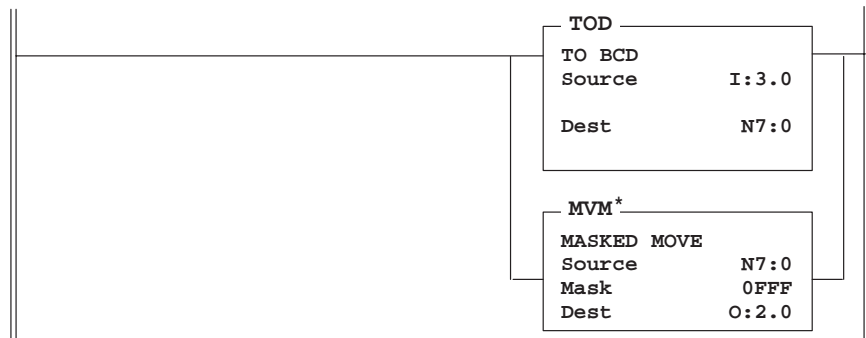 TOD
TO BCD
Source I:3.0
Dest N7:0
MVM*
MASKED MOVE
Source N7:0
Mask 0FFF
Dest O:2.0